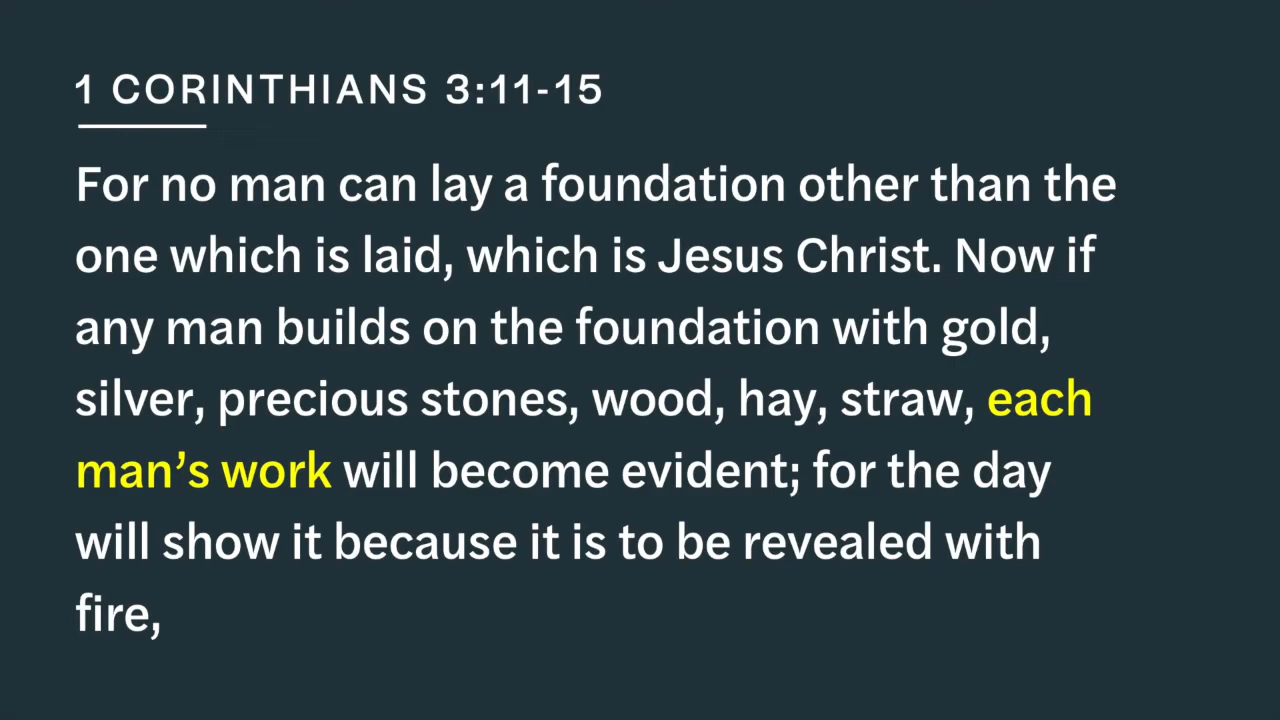 1 CORINTHIANS 3:11-15
For no man can lay a foundation other than the
one which is laid, which is Jesus Christ. Now if
any man builds on the foundation with gold,
silver, precious stones, wood, hay, straw, each
man’s work will become evident; for the day
will show it because it is to be revealed with
fire,